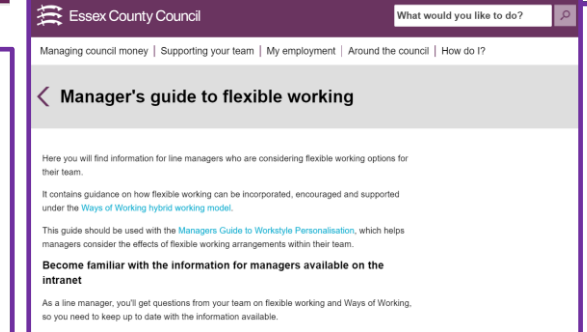 Essex County Council
What would you like to do?
Managing council money | Supporting your team | My employment | Around the council | How do I?
Manager's guide to flexible working
Here you will find information for line managers who are considering flexible working options for
their team.
It contains guidance on how flexible working can be incorporated, encouraged and supported
under the Ways of Working hybrid working model.
This guide should be used with the Managers Guide to Workstyle Personalisation, which helps
managers consider the effects of flexible working arrangements within their team.
Become familiar with the information for managers available on the
intranet
As a line manager, you'll get questions from your team on flexible working and Ways of Working,
so you need to keep up to date with the information available.